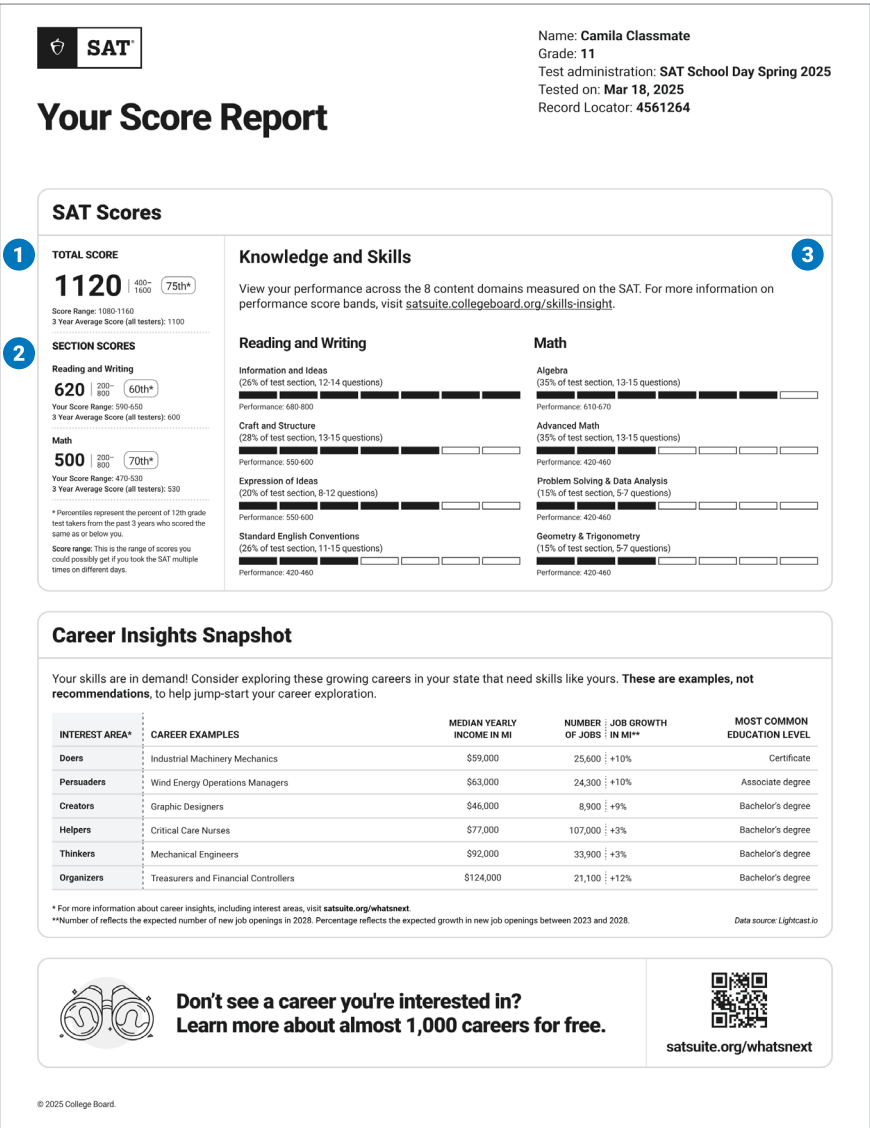 SAT®
Name: Camila Classmate
Grade: 11
Test administration: SAT School Day Spring 2025
Tested on: Mar 18, 2025
Record Locator: 4561264
Your Score Report
SAT Scores
1
TOTAL SCORE
1120 400–1600 75th*
Score Range: 1080-1160
3 Year Average Score (all testers): 1100
2
SECTION SCORES
Reading and Writing
620 200–800 60th*
Your Score Range: 590-650
3 Year Average Score (all testers): 600
Math
500 200–800 70th*
Your Score Range: 470-530
3 Year Average Score (all testers): 530
* Percentiles represent the percent of 12th grade
test takers from the past 3 years who scored the
same as or below you.
Score range: This is the range of scores you
could possibly get if you took the SAT multiple
times on different days.
Knowledge and Skills
3
View your performance across the 8 content domains measured on the SAT. For more information on
performance score bands, visit satsuite.collegeboard.org/skills-insight.
Reading and Writing
Information and Ideas
(26% of test section, 12-14 questions)
Performance: 680-800
Craft and Structure
(28% of test section, 13-15 questions)
Performance: 550-600
Expression of Ideas
(20% of test section, 8-12 questions)
Performance: 550-600
Standard English Conventions
(26% of test section, 11-15 questions)
Performance: 420-460
Math
Algebra
(35% of test section, 13-15 questions)
Performance: 610-670
Advanced Math
(35% of test section, 13-15 questions)
Performance: 420-460
Problem Solving & Data Analysis
(15% of test section, 5-7 questions)
Performance: 420-460
Geometry & Trigonometry
(15% of test section, 5-7 questions)
Performance: 420-460
Career Insights Snapshot
Your skills are in demand! Consider exploring these growing careers in your state that need skills like yours. These are examples, not
recommendations, to help jump-start your career exploration.
INTEREST AREA* CAREER EXAMPLES MEDIAN YEARLY INCOME IN MI NUMBER OF JOBS JOB GROWTH IN MI** MOST COMMON EDUCATION LEVEL
Doers Industrial Machinery Mechanics $59,000 25,600 +10% Certificate
Persuaders Wind Energy Operations Managers $63,000 24,300 +10% Associate degree
Creators Graphic Designers $46,000 8,900 +9% Bachelor's degree
Helpers Critical Care Nurses $77,000 107,000 +3% Bachelor's degree
Thinkers Mechanical Engineers $92,000 33,900 +3% Bachelor's degree
Organizers Treasurers and Financial Controllers $124,000 21,100 +12% Bachelor's degree
* For more information about career insights, including interest areas, visit satsuite.org/whatsnext.
**Number of reflects the expected number of new job openings in 2028. Percentage reflects the expected growth in new job openings between 2023 and 2028.
Data source: Lightcast.io
Don't see a career you're interested in?
Learn more about almost 1,000 careers for free.
satsuite.org/whatsnext
© 2025 College Board.